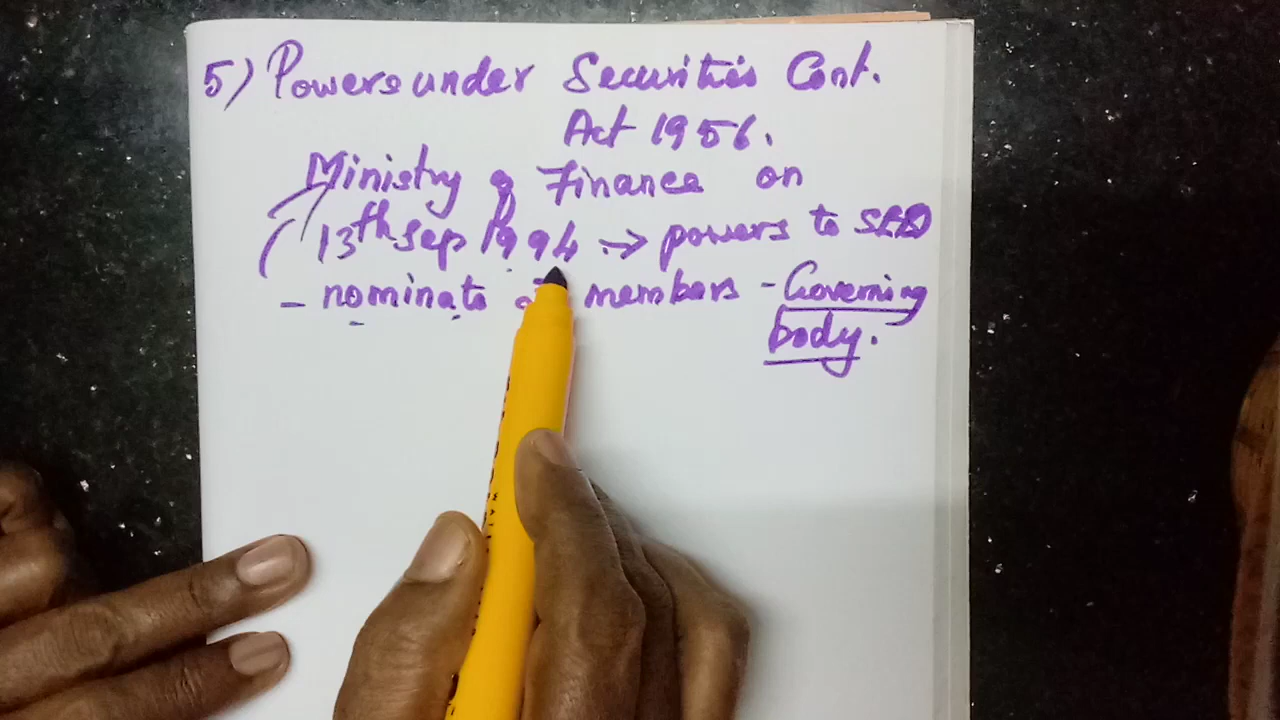 5) Powers under Securities Cont.
Act 1956.
Ministry of Finance on
13th Sep 1994 → powers to SEBI
- nominate members - Governing
body.